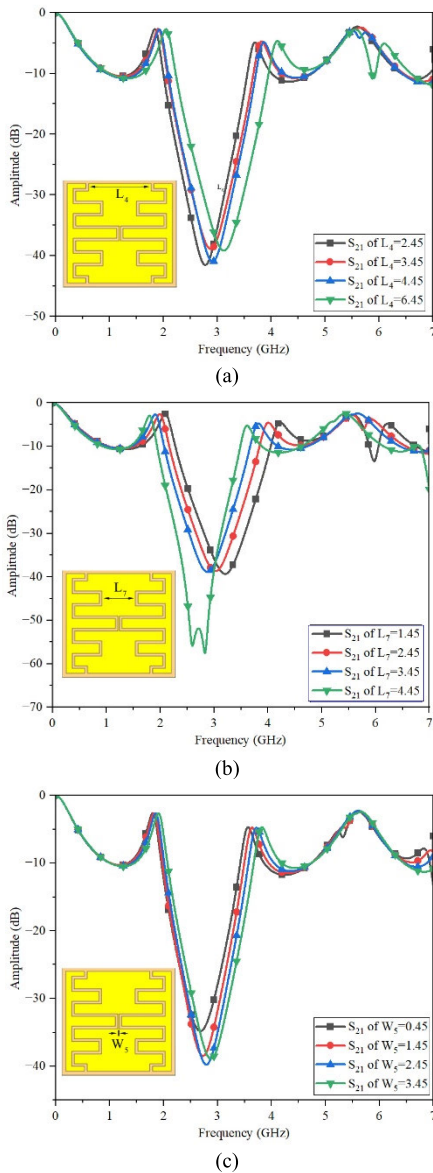 0
-10
-20
-30
-40
-50
Amplitude (dB)
L₄
S₂₁ of L₄=2.45
S₂₁ of L₄=3.45
S₂₁ of L₄=4.45
S₂₁ of L₄=6.45
0 1 2 3 4 5 6 7
Frequency (GHz)
(a)
0
-10
-20
-30
-40
-50
-60
-70
Amplitude (dB)
L₇
S₂₁ of L₇=1.45
S₂₁ of L₇=2.45
S₂₁ of L₇=3.45
S₂₁ of L₇=4.45
0 1 2 3 4 5 6 7
Frequency (GHz)
(b)
0
-10
-20
-30
-40
Amplitude (dB)
W₅
S₂₁ of W₅=0.45
S₂₁ of W₅=1.45
S₂₁ of W₅=2.45
S₂₁ of W₅=3.45
0 1 2 3 4 5 6 7
Frequency (GHz)
(c)